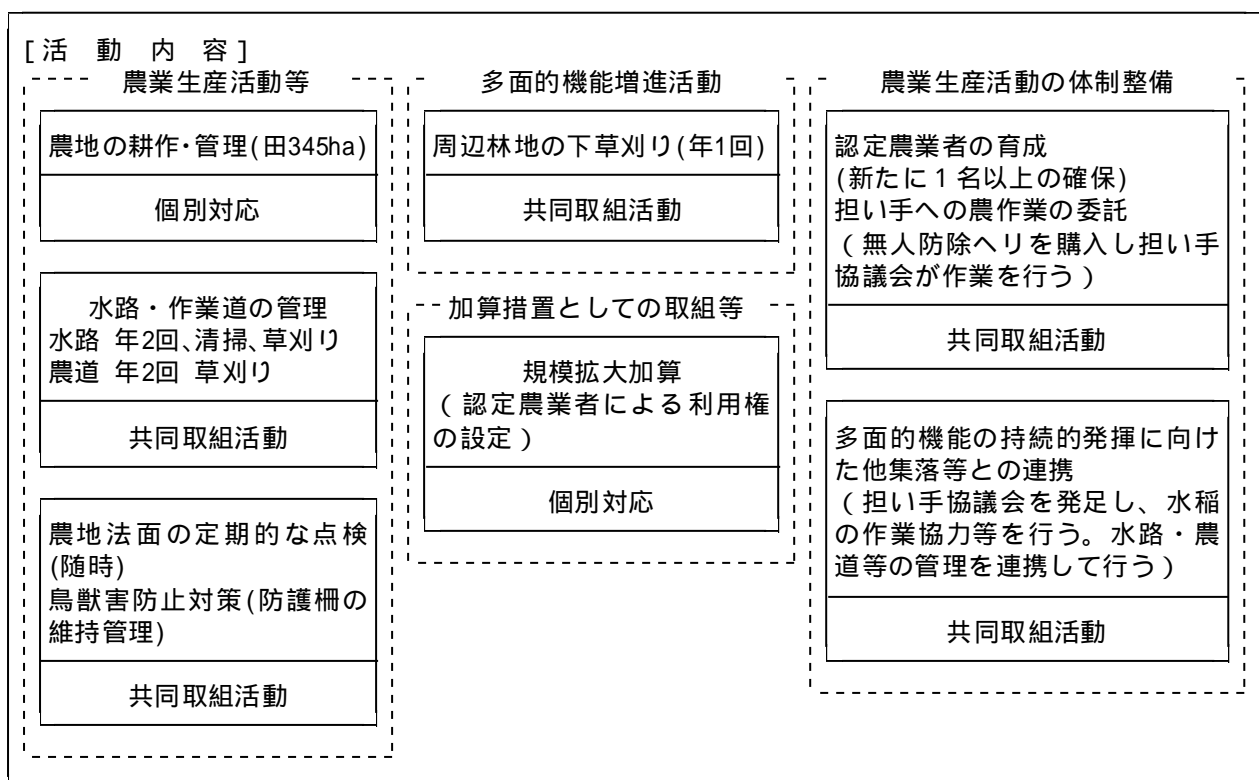 [活 動 内 容]
農業生産活動等
農地の耕作・管理(田345ha)
個別対応
水路・作業道の管理
水路 年2回、清掃、草刈り
農道 年2回 草刈り
共同取組活動
農地法面の定期的な点検
(随時)
鳥獣害防止対策(防護柵の
維持管理)
共同取組活動
多面的機能増進活動
周辺林地の下草刈り(年1回)
共同取組活動
加算措置としての取組等
規模拡大加算
(認定農業者による利用権
の設定)
個別対応
農業生産活動の体制整備
認定農業者の育成
(新たに1名以上の確保)
担い手への農作業の委託
(無人防除ヘリを購入し担い手
協議会が作業を行う)
共同取組活動
多面的機能の持続的発揮に向け
た他集落等との連携
(担い手協議会を発足し、水稲
の作業協力等を行う。水路・農
道等の管理を連携して行う)
共同取組活動